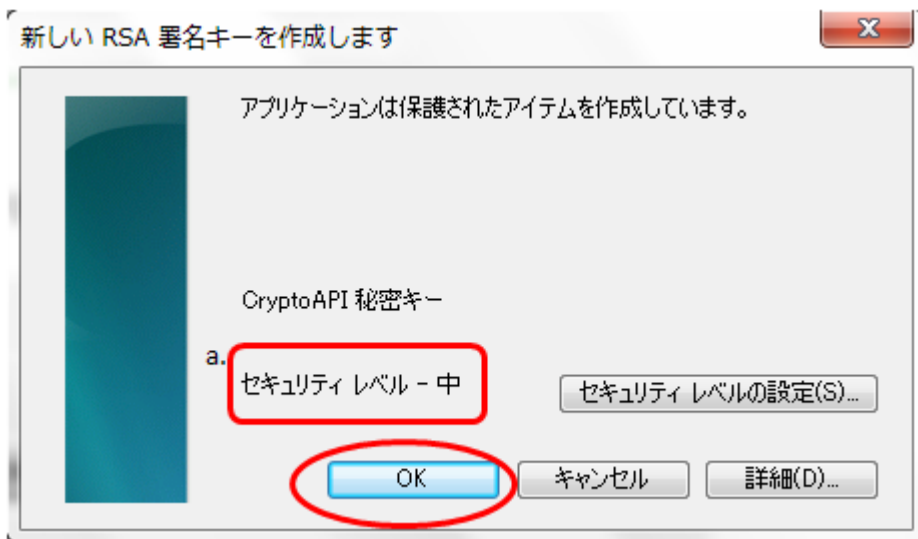 新しい RSA 署名キーを作成します
アプリケーションは保護されたアイテムを作成しています。
CryptoAPI 秘密キー
a.
セキュリティ レベル - 中
セキュリティ レベルの設定(S)...
OK
キャンセル
詳細(D)...